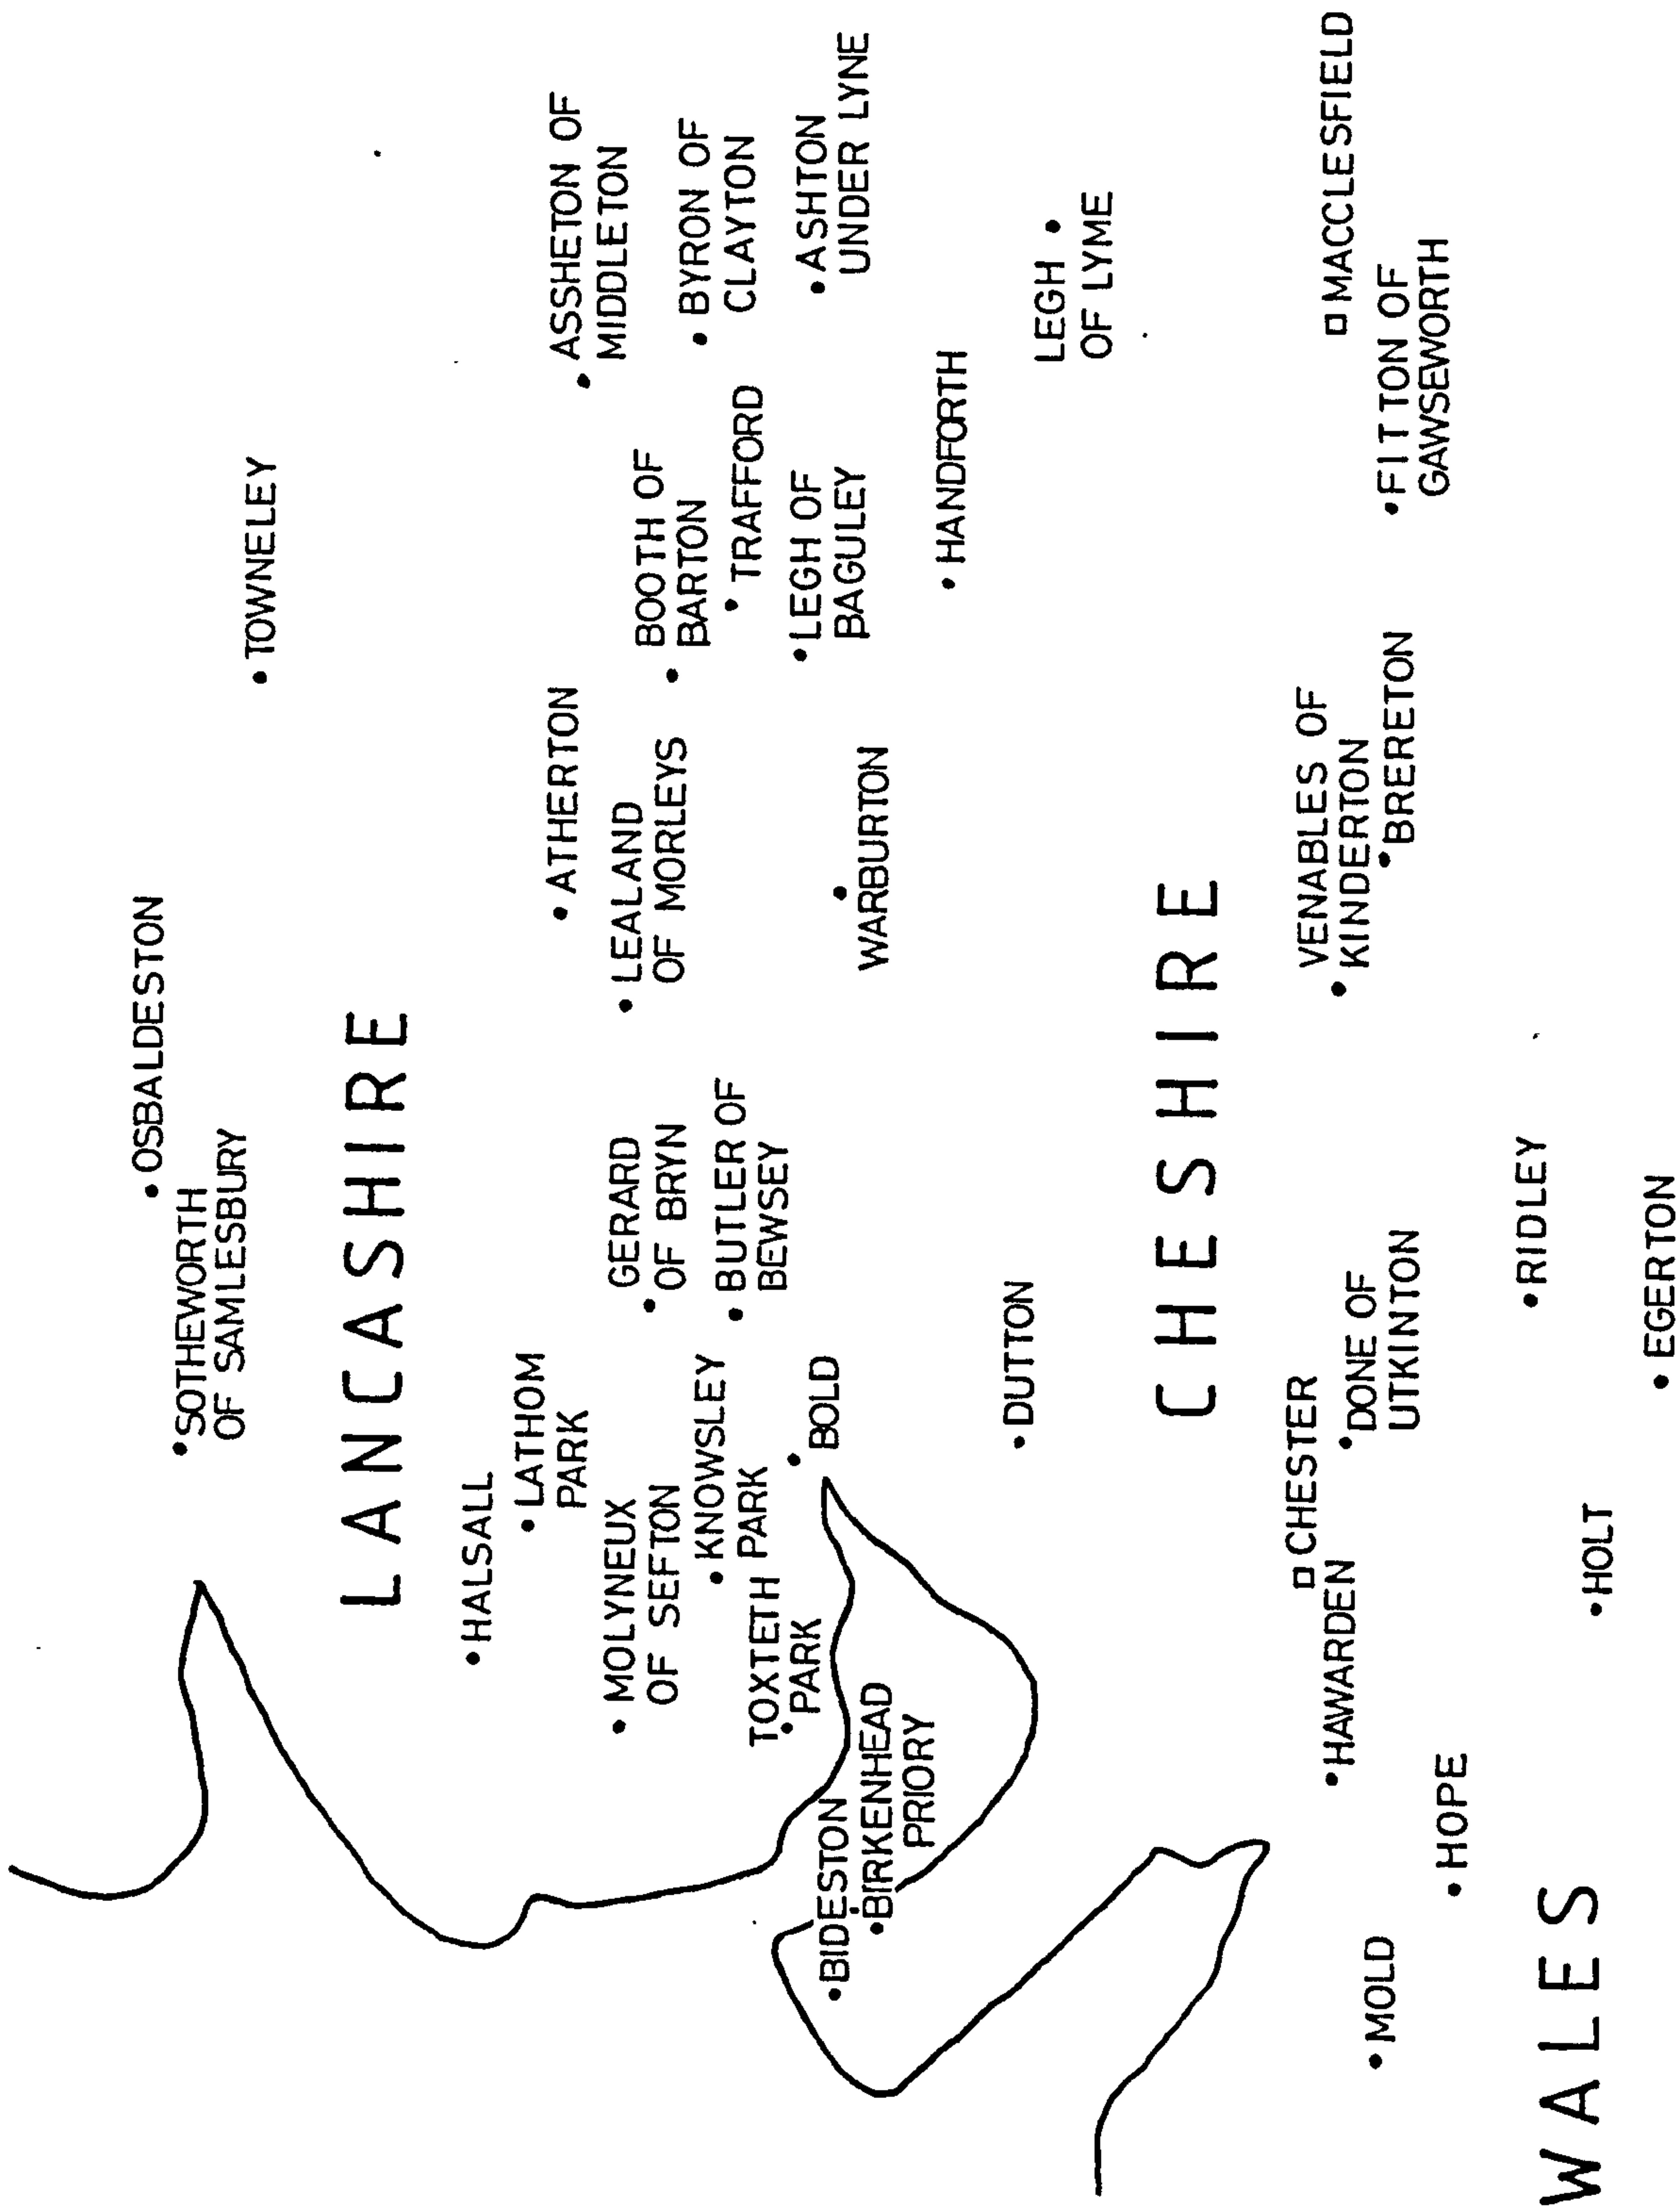 OSBALDESTON
SOTHEWORTH
OF SAMLESBURY
TOWNELEY
LANCASHIRE
HALSALL
LATHOM
PARK
ATHERTON
ASSHETON OF
MIDDLETON
MOLYNEUX
OF SEFTON
GERARD
OF BRYN
LEALAND
OF MORLEYS
BOOTH OF
BARTON
BYRON OF
CLAYTON
KNOWSLEY
BUTLER OF
BEWSEY
TRAFFORD
TOXTETH PARK
PARK
BOLD
LEGH OF
BAGULEY
ASHTON
UNDER LYNE
BIDESTON
BIRKENHEAD
PRIORY
WARBURTON
HANDFORTH
DUTTON
LEGH
OF LYME
CHESHIRE
CHESTER
HAWARDEN
DONE OF
UTKINTON
VENABLES OF
KINDERTON
BRERETON
MACCLESFIELD
FITTON OF
GAWSEWORTH
MOLD
HOPE
RIDLEY
WALES
HOLT
EGERTON